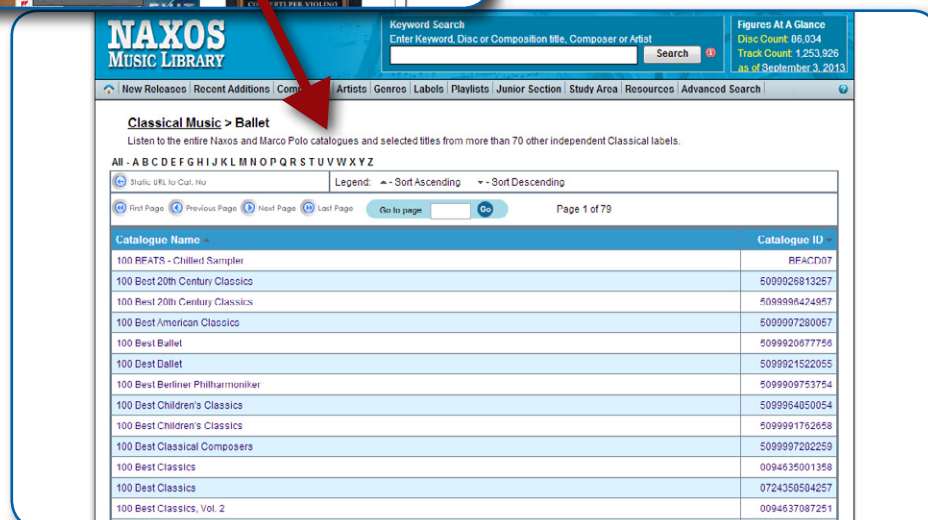 CONCERTI PER VIOLINO
NAXOS
MUSIC LIBRARY
Keyword Search
Enter Keyword, Disc or Composition title, Composer or Artist
Search
Figures At A Glance
Disc Count: 86,034
Track Count: 1,253,926
as of September 3, 2013
New Releases | Recent Additions | Artists | Genres | Labels | Playlists | Junior Section | Study Area | Resources | Advanced Search
Classical Music > Ballet
Listen to the entire Naxos and Marco Polo catalogues and selected titles from more than 70 other independent Classical labels.
All - A B C D E F G H I J K L M N O P Q R S T U V W X Y Z
Static URL to Cat. No
Legend: - Sort Ascending - Sort Descending
First Page Previous Page Next Page Last Page Go to page Go Page 1 of 79
Catalogue Name Catalogue ID
100 BEATS - Chilled Sampler BEACD07
100 Best 20th Century Classics 5099926813257
100 Best 20th Century Classics 5099996424957
100 Best American Classics 5099997280057
100 Best Ballet 5099920677756
100 Best Ballet 5099921522055
100 Best Berliner Philharmoniker 5099909753754
100 Best Children's Classics 5099964850054
100 Best Children's Classics 5099991762658
100 Best Classical Composers 5099997202259
100 Best Classics 0094635001358
100 Best Classics 0724358504257
100 Best Classics, Vol. 2 0094637087251